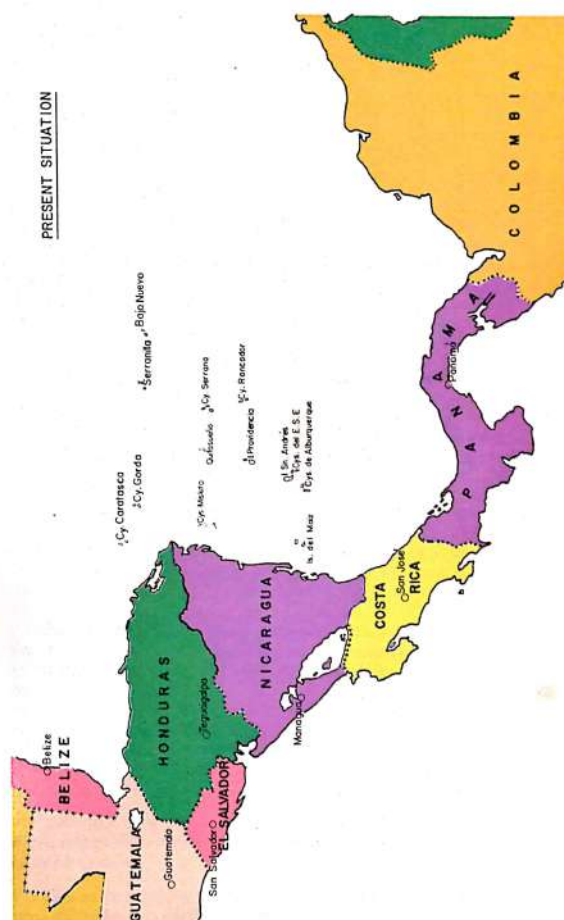 PRESENT SITUATION
Belize
BELIZE
GUATEMALA
Guatemala
HONDURAS
Tegucigalpa
San Salvador
EL SALVADOR
NICARAGUA
Managua
COSTA
RICA
San José
PANAMA
Panamá
COLOMBIA
Cy. Caratasca
Cy. Gorda
Serranilla
Bajo Nuevo
Cys. Miskito
Quitasueño
Cy. Serrana
Providencia
Cy. Roncador
Sn. Andrés
Cys. del E.S.E
Cys. de Alburquerque
Is. del Maíz